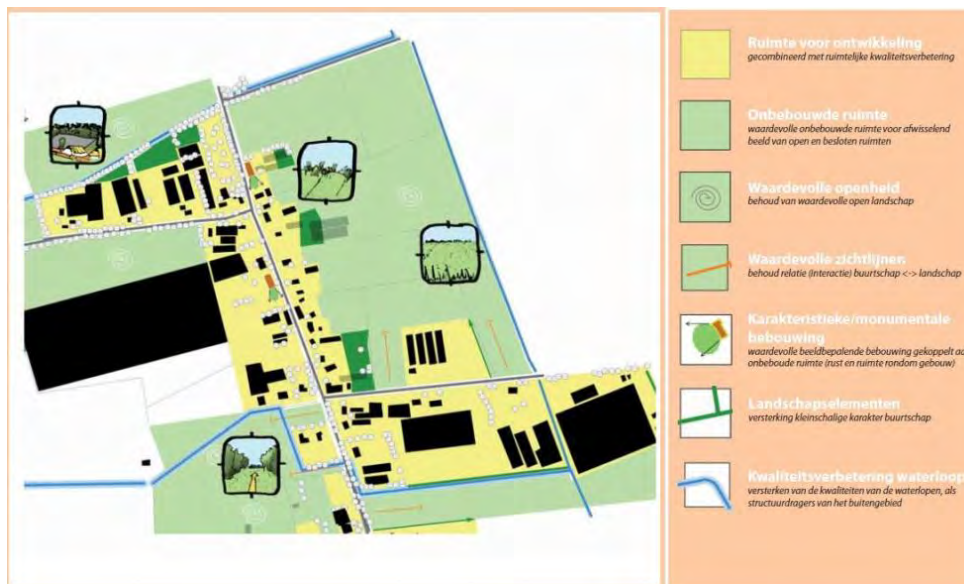 Ruimte voor ontwikkeling
gecombineerd met ruimtelijke kwaliteitsverbetering
Onbebouwde ruimte
waardevolle onbebouwde ruimte voor afwisselend
beeld van open en besloten ruimten
Waardevolle openheid
behoud van waardevolle open landschap
Waardevolle zichtlijnen
behoud relatie (interactie) buurtschap <-> landschap
Karakteristieke/monumentale
bebouwing
waardevolle beeldbepalende bebouwing gekoppelt aa
onbeboude ruimte (rust en ruimte rondom gebouw)
Landschapselementen
versterking kleinschalige karakter buurtschap
Kwaliteitsverbetering waterloop
versterken van de kwaliteiten van de waterlopen, als
structuurdragers van het buitengebied